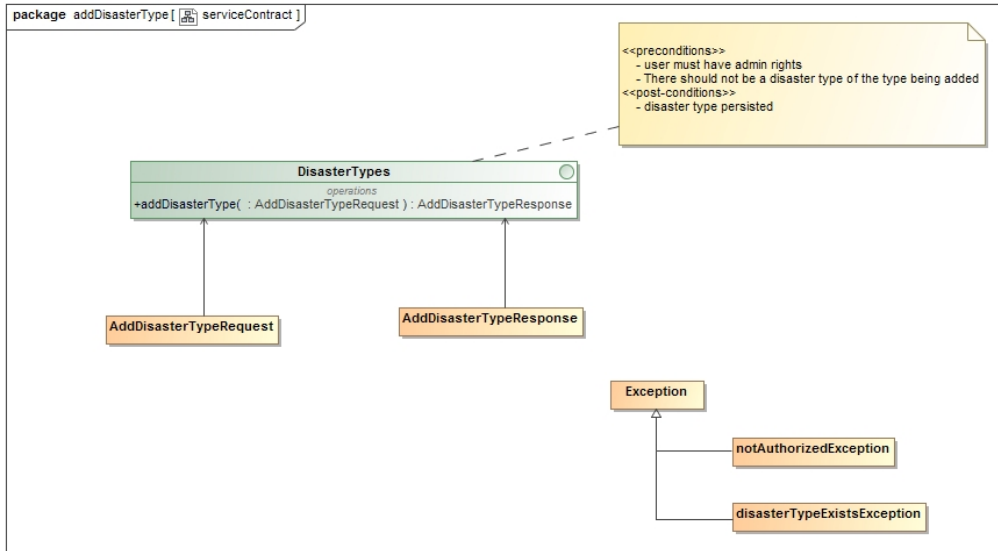 package addDisasterType [ serviceContract ]
<<preconditions>>
- user must have admin rights
- There should not be a disaster type of the type being added
<<post-conditions>>
- disaster type persisted
DisasterTypes
operations
+addDisasterType( : AddDisasterTypeRequest ) : AddDisasterTypeResponse
AddDisasterTypeRequest
AddDisasterTypeResponse
Exception
notAuthorizedException
disasterTypeExistsException